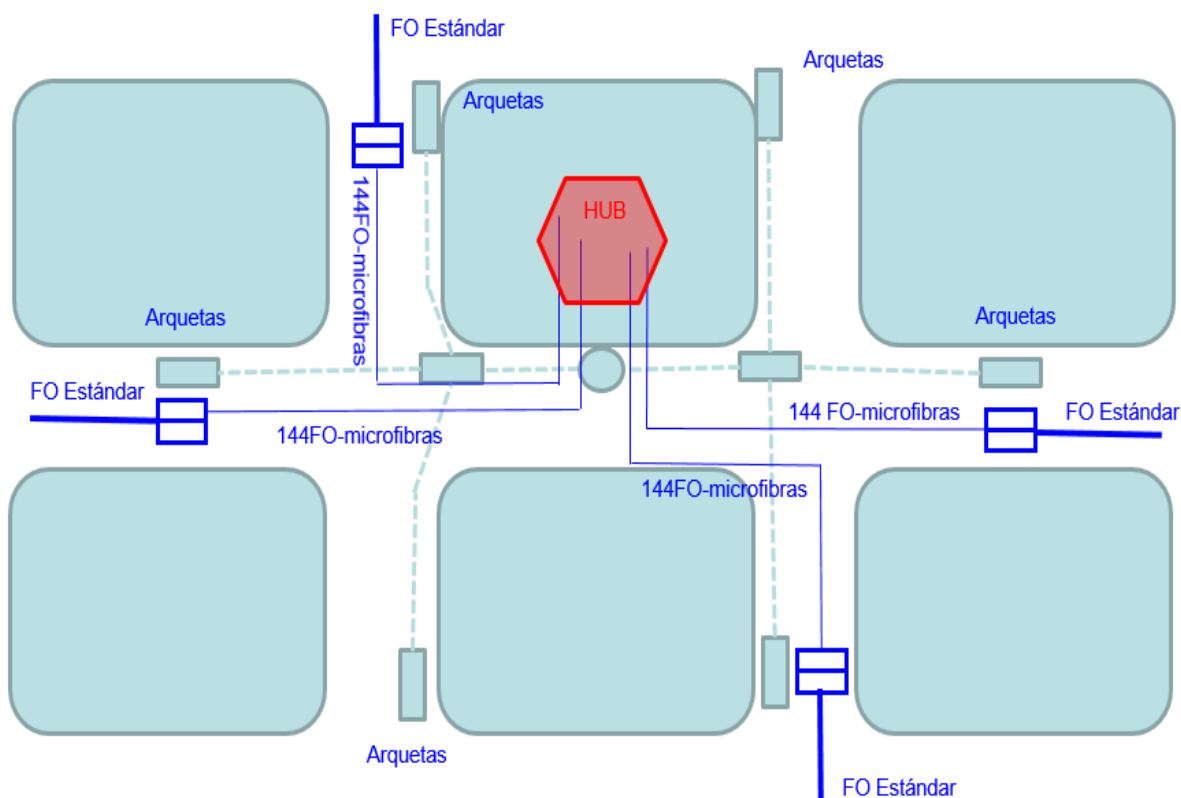 FO Estándar
Arquetas
Arquetas
144FO-microfibras
HUB
Arquetas
Arquetas
FO Estándar
144FO-microfibras
144 FO-microfibras
FO Estándar
144FO-microfibras
Arquetas
FO Estándar